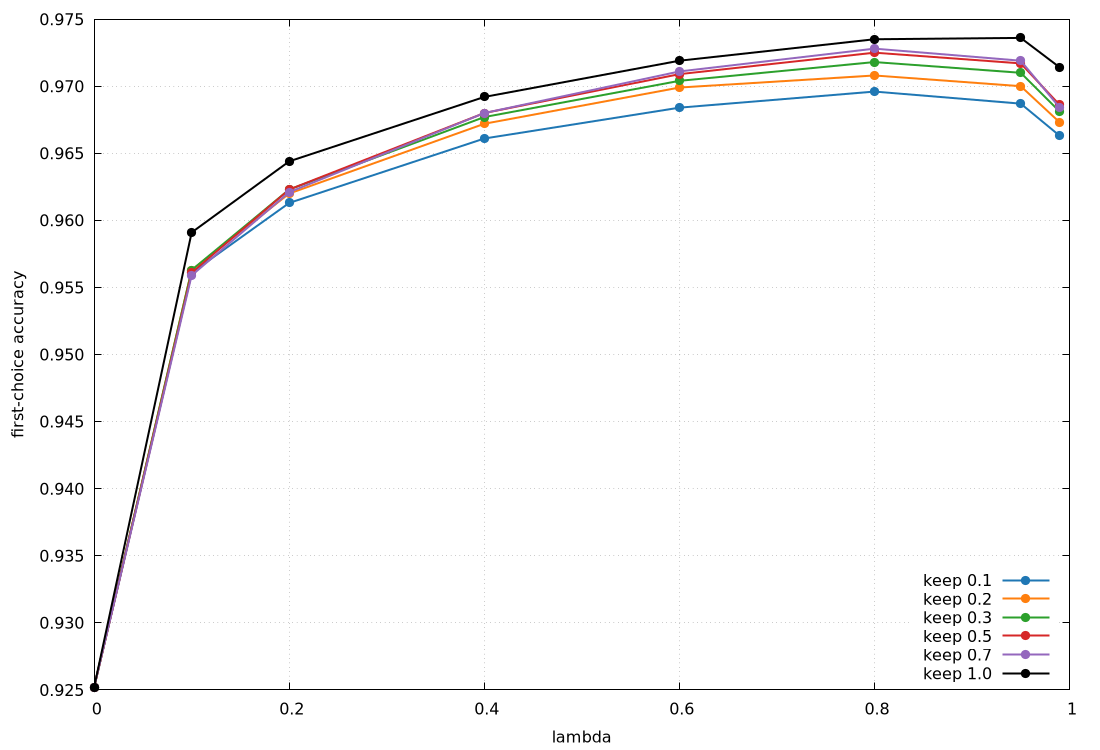 0.975
0.970
0.965
0.960
0.955
0.950
0.945
0.940
0.935
0.930
0.925
first-choice accuracy
keep 0.1
keep 0.2
keep 0.3
keep 0.5
keep 0.7
keep 1.0
0 0.2 0.4 0.6 0.8 1
lambda